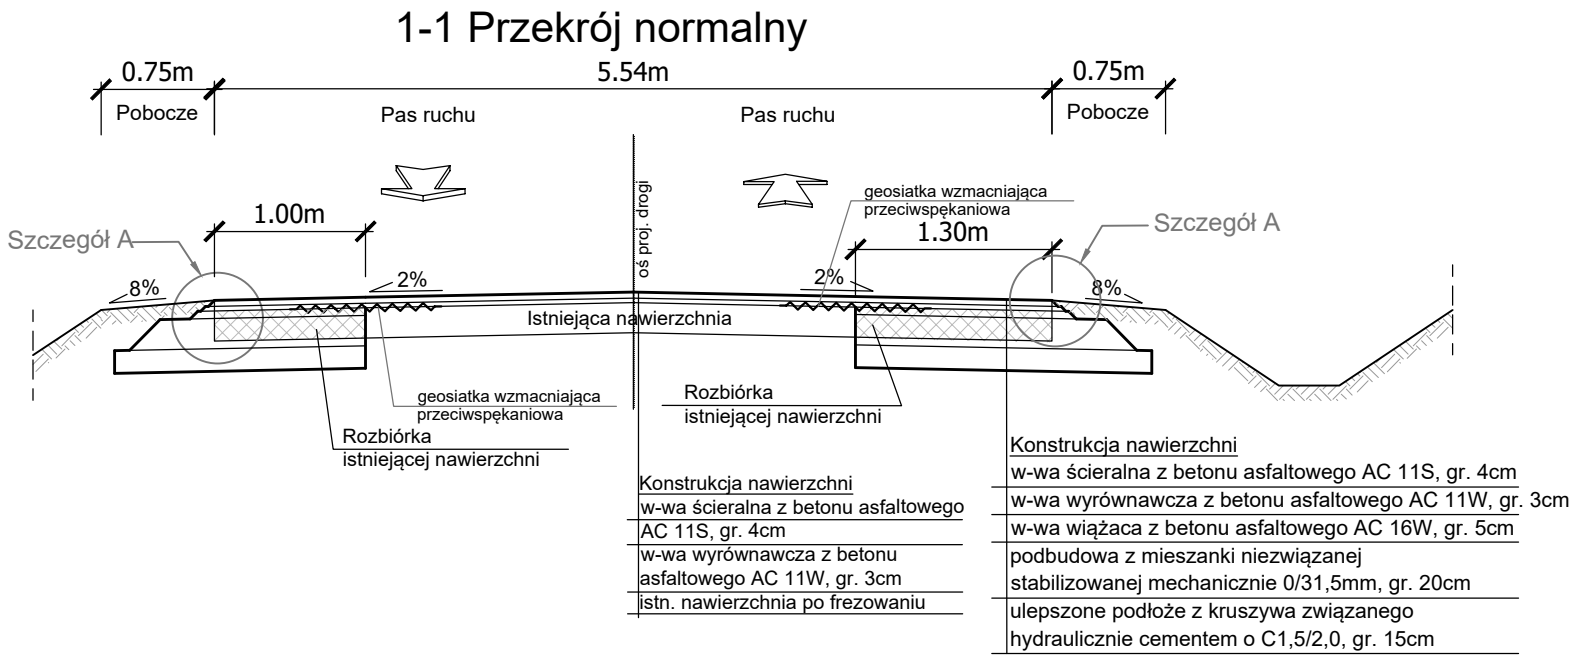 1-1 Przekrój normalny
0.75m
5.54m
0.75m
Pobocze
Pas ruchu
Pas ruchu
Pobocze
oś proj. drogi
geosiatka wzmacniająca
przeciwspękaniowa
1.00m
1.30m
Szczegół A
Szczegół A
8%
2%
2%
8%
Istniejąca nawierzchnia
geosiatka wzmacniająca
przeciwspękaniowa
Rozbiórka
istniejącej nawierzchni
Rozbiórka
istniejącej nawierzchni
Konstrukcja nawierzchni
w-wa ścieralna z betonu asfaltowego
AC 11S, gr. 4cm
w-wa wyrównawcza z betonu
asfaltowego AC 11W, gr. 3cm
istn. nawierzchnia po frezowaniu
Konstrukcja nawierzchni
w-wa ścieralna z betonu asfaltowego AC 11S, gr. 4cm
w-wa wyrównawcza z betonu asfaltowego AC 11W, gr. 3cm
w-wa wiążaca z betonu asfaltowego AC 16W, gr. 5cm
podbudowa z mieszanki niezwiązanej
stabilizowanej mechanicznie 0/31,5mm, gr. 20cm
ulepszone podłoże z kruszywa związanego
hydraulicznie cementem o C1,5/2,0, gr. 15cm